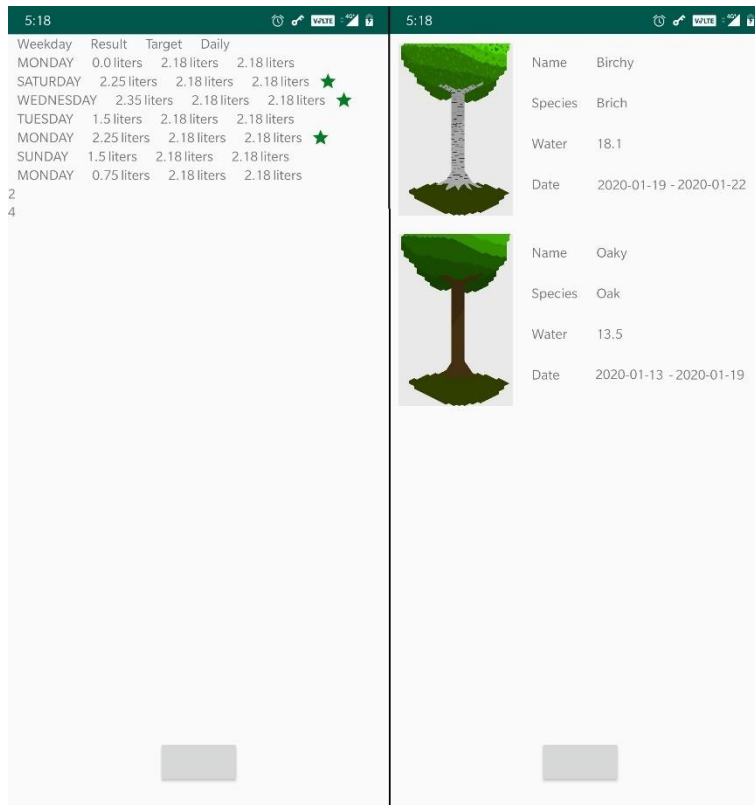 5:18
VoLTE
4G
Weekday Result Target Daily
MONDAY 0.0 liters 2.18 liters 2.18 liters
SATURDAY 2.25 liters 2.18 liters 2.18 liters
WEDNESDAY 2.35 liters 2.18 liters 2.18 liters
TUESDAY 1.5 liters 2.18 liters 2.18 liters
MONDAY 2.25 liters 2.18 liters 2.18 liters
SUNDAY 1.5 liters 2.18 liters 2.18 liters
MONDAY 0.75 liters 2.18 liters 2.18 liters
2
4
5:18
VoLTE
4G
Name Birchy
Species Brich
Water 18.1
Date 2020-01-19 - 2020-01-22
Name Oaky
Species Oak
Water 13.5
Date 2020-01-13 - 2020-01-19